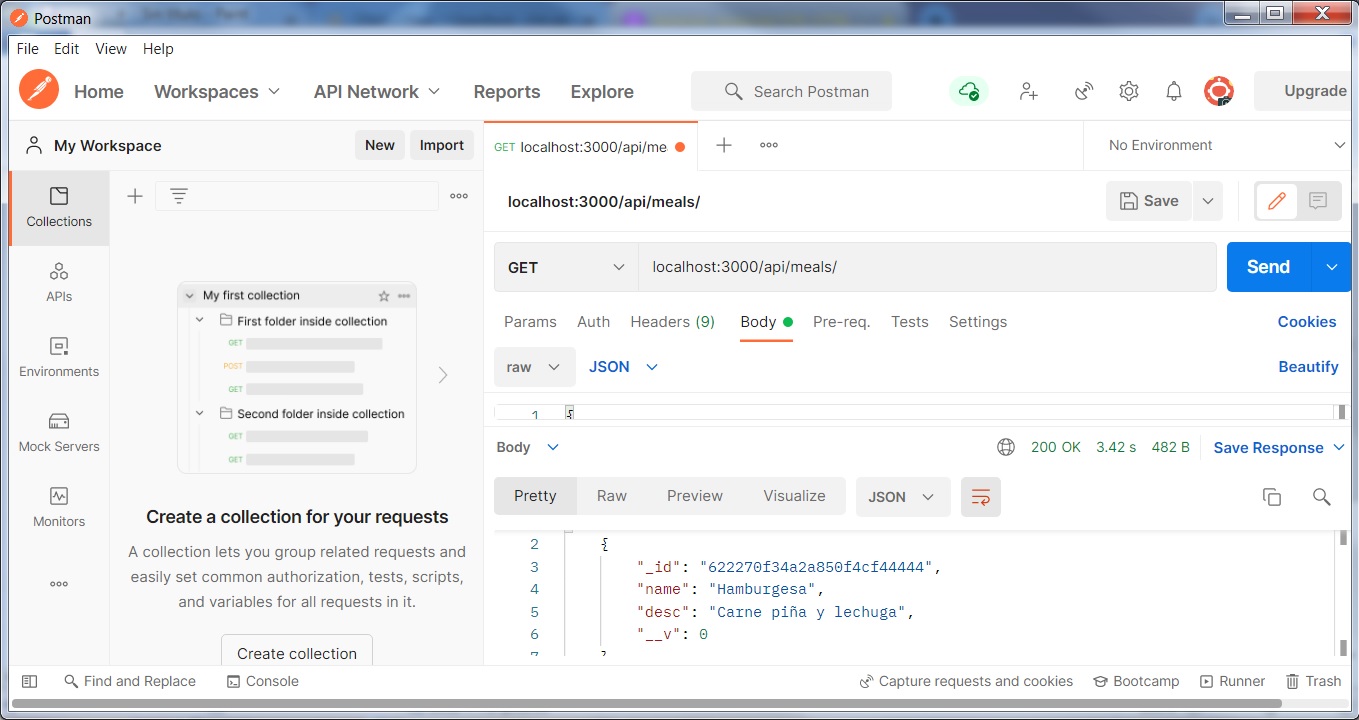 Postman
File Edit View Help
Home Workspaces API Network Reports Explore Search Postman Upgrade
My Workspace New Import
GET localhost:3000/api/me No Environment
Collections
localhost:3000/api/meals/ Save
APIs
GET localhost:3000/api/meals/ Send
Params Auth Headers (9) Body Pre-req. Tests Settings Cookies
raw JSON Beautify
1 {
Environments
Mock Servers
Monitors
My first collection
First folder inside collection
GET
POST
GET
Second folder inside collection
GET
GET
Create a collection for your requests
A collection lets you group related requests and
easily set common authorization, tests, scripts,
and variables for all requests in it.
Create collection
Body 200 OK 3.42 s 482 B Save Response
Pretty Raw Preview Visualize JSON
2 {
3 "_id": "622270f34a2a850f4cf44444",
4 "name": "Hamburgesa",
5 "desc": "Carne piña y lechuga",
6 "__v": 0
7 }
Find and Replace Console Capture requests and cookies Bootcamp Runner Trash